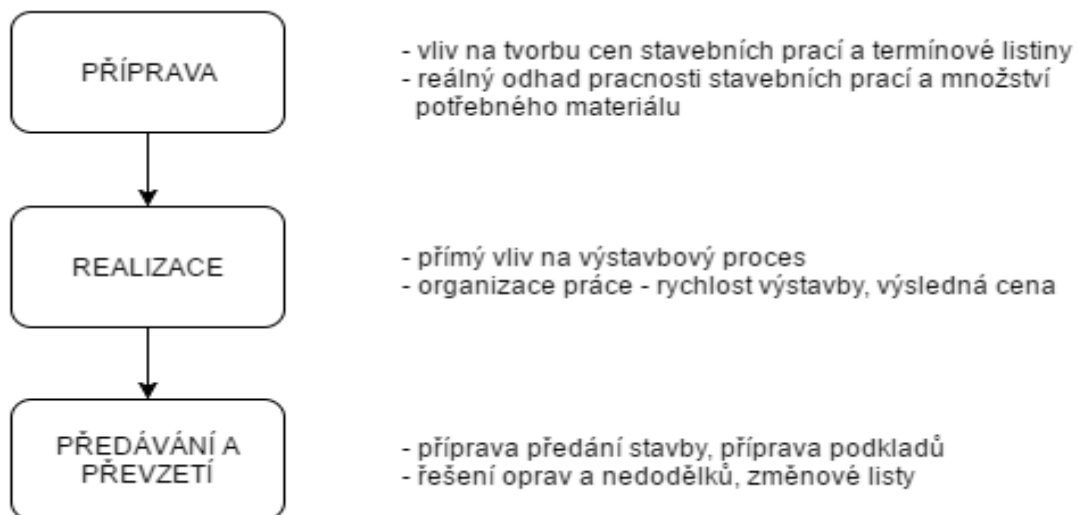 PŘÍPRAVA
- vliv na tvorbu cen stavebních prací a termínové listiny
- reálný odhad pracnosti stavebních prací a množství
potřebného materiálu
REALIZACE
- přímý vliv na výstavbový proces
- organizace práce - rychlost výstavby, výsledná cena
PŘEDÁVÁNÍ A
PŘEVZETÍ
- příprava předání stavby, příprava podkladů
- řešení oprav a nedodělků, změnové listy